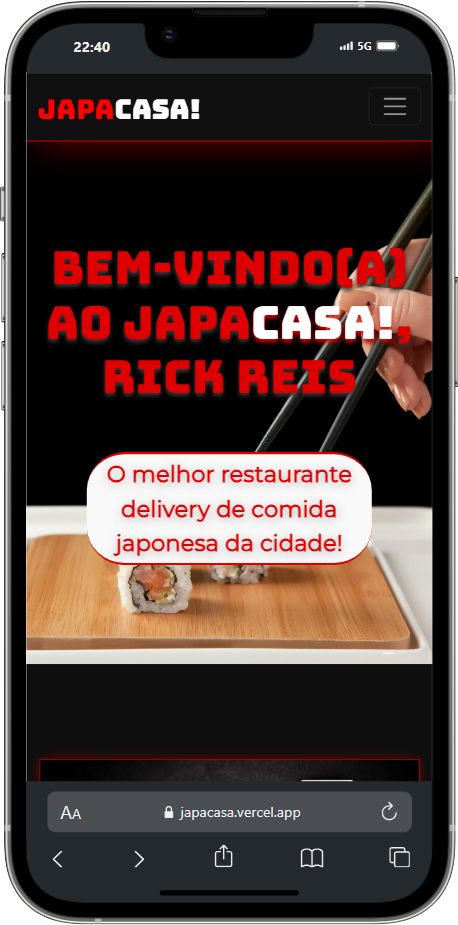 22:40
5G
JAPACASA!
BEM-VINDO(A)
AO JAPACASA!,
RICK REIS
O melhor restaurante
delivery de comida
japonesa da cidade!
AA
japacasa.vercel.app